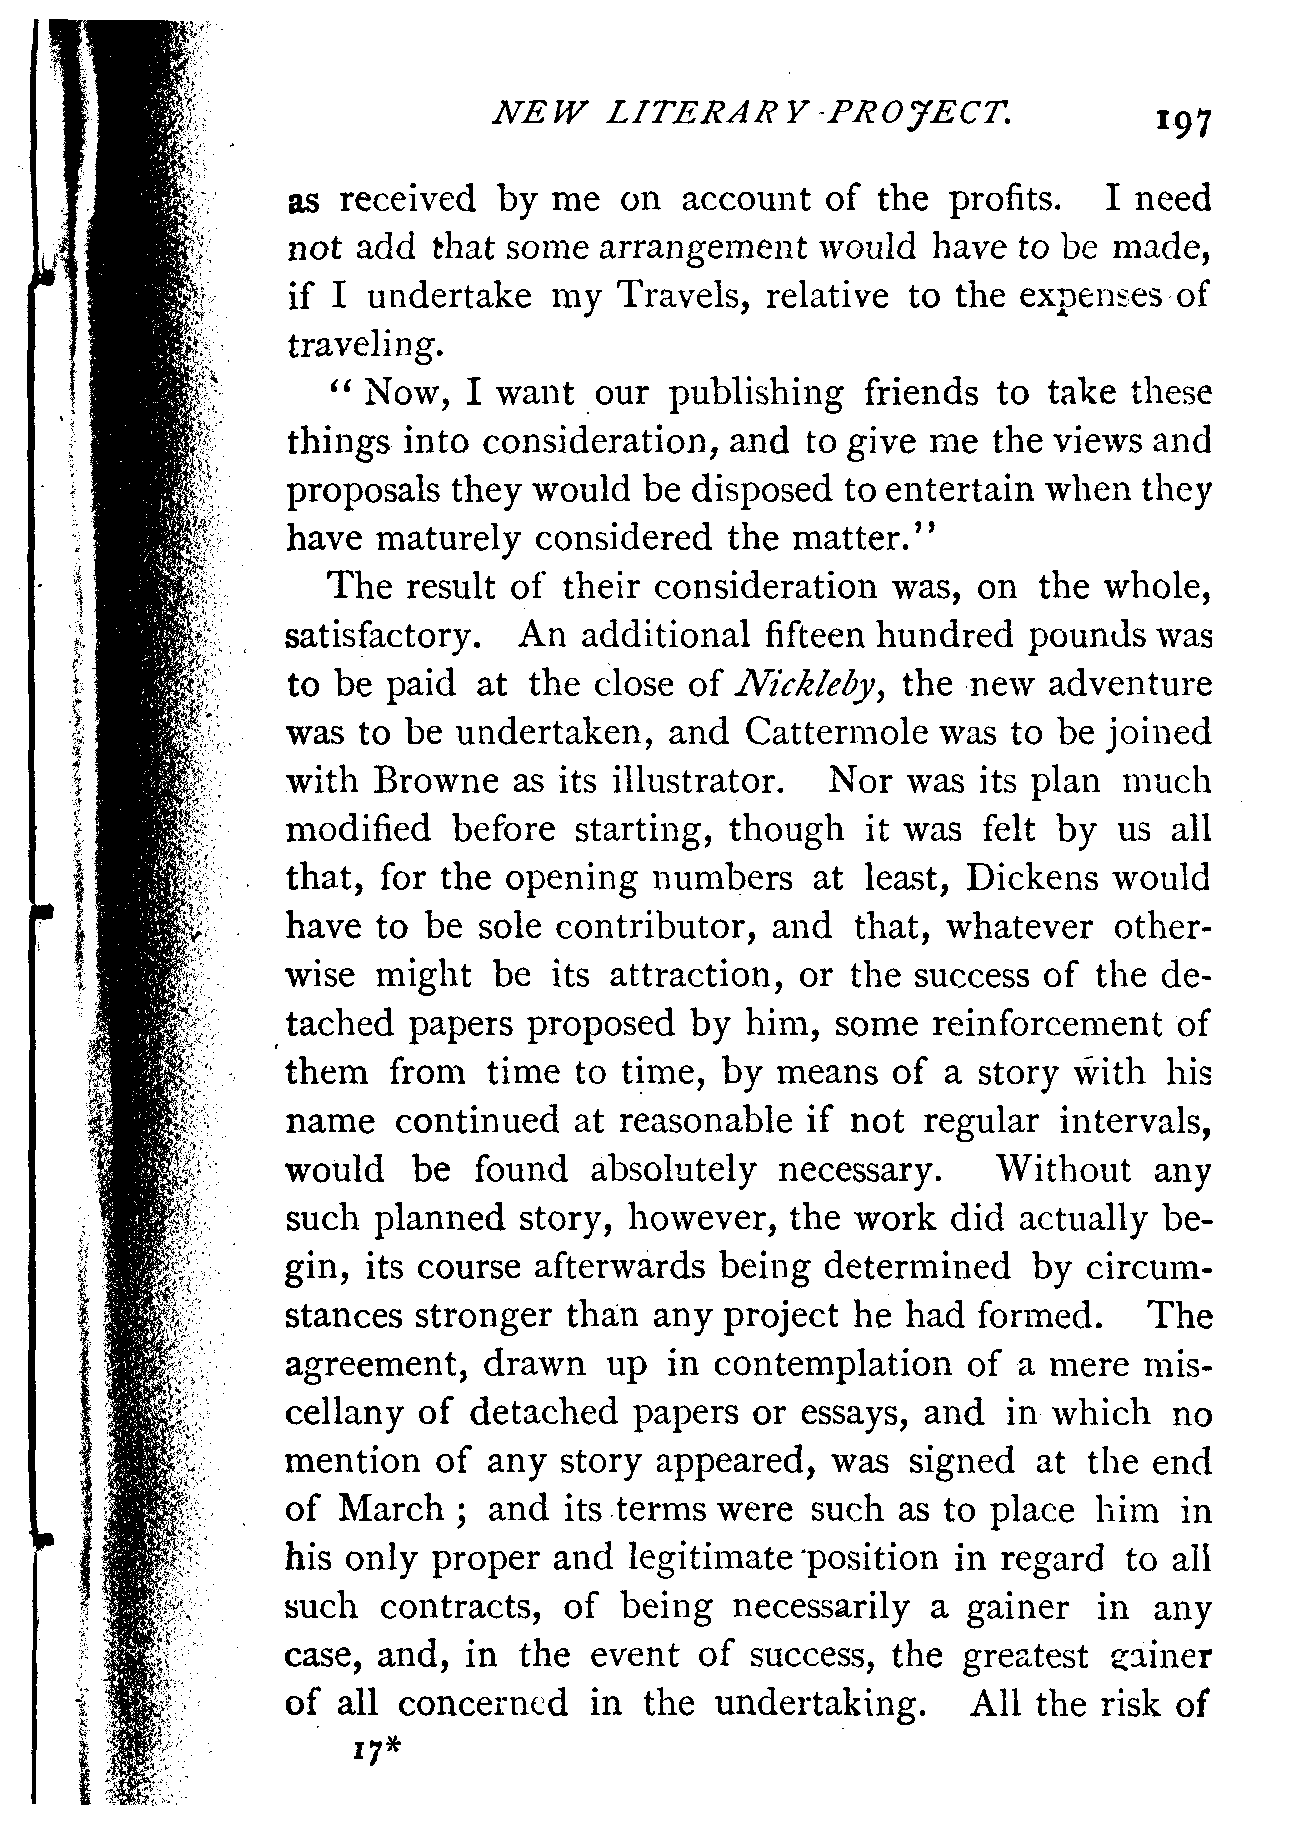 NEW LITERARY PROJECT. 197
as received by me on account of the profits. I need
not add that some arrangement would have to be made,
if I undertake my Travels, relative to the expenses of
traveling.
“ Now, I want our publishing friends to take these
things into consideration, and to give me the views and
proposals they would be disposed to entertain when they
have maturely considered the matter.”
The result of their consideration was, on the whole,
satisfactory. An additional fifteen hundred pounds was
to be paid at the close of Nickleby, the new adventure
was to be undertaken, and Cattermole was to be joined
with Browne as its illustrator. Nor was its plan much
modified before starting, though it was felt by us all
that, for the opening numbers at least, Dickens would
have to be sole contributor, and that, whatever other-
wise might be its attraction, or the success of the de-
tached papers proposed by him, some reinforcement of
them from time to time, by means of a story with his
name continued at reasonable if not regular intervals,
would be found absolutely necessary. Without any
such planned story, however, the work did actually be-
gin, its course afterwards being determined by circum-
stances stronger than any project he had formed. The
agreement, drawn up in contemplation of a mere mis-
cellany of detached papers or essays, and in which no
mention of any story appeared, was signed at the end
of March ; and its terms were such as to place him in
his only proper and legitimate position in regard to all
such contracts, of being necessarily a gainer in any
case, and, in the event of success, the greatest gainer
of all concerned in the undertaking. All the risk of
17*